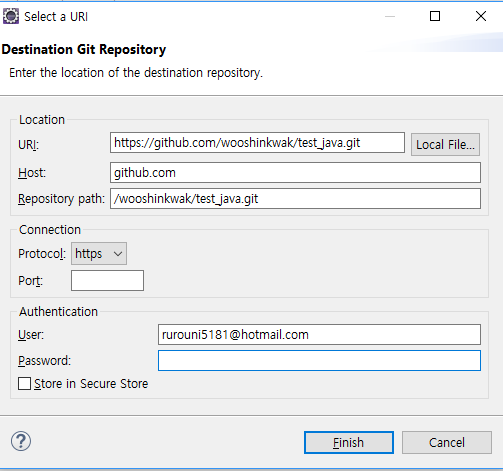 Select a URI
Destination Git Repository
Enter the location of the destination repository.
Location
URI: https://github.com/wooshinkwak/test_java.git Local File...
Host: github.com
Repository path: /wooshinkwak/test_java.git
Connection
Protocol: https
Port:
Authentication
User: rurouni5181@hotmail.com
Password:
Store in Secure Store
? Finish Cancel